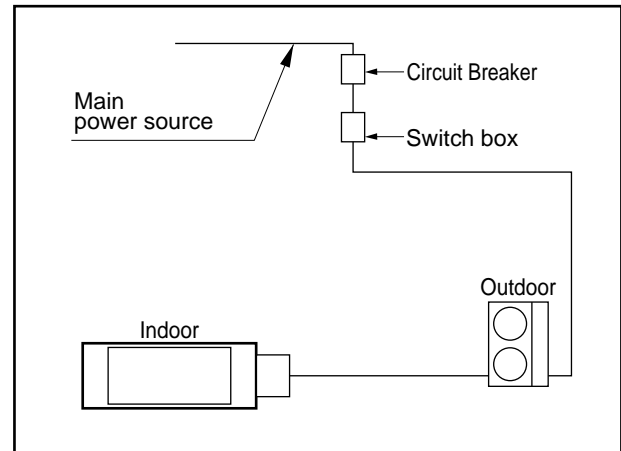 Circuit Breaker
Main
power source
Switch box
Outdoor
Indoor